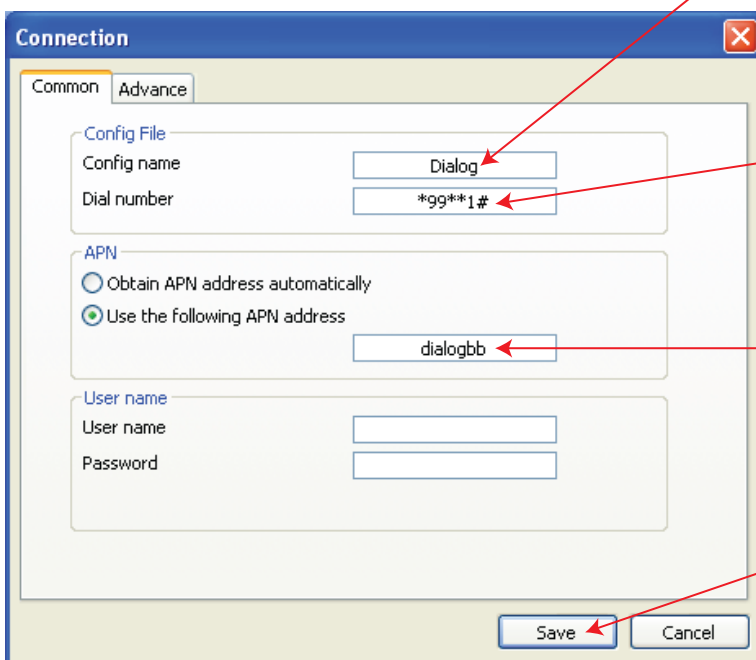 Connection
Common Advance
Config File
Config name Dialog
Dial number *99**1#
APN
Obtain APN address automatically
Use the following APN address
dialogbb
User name
User name
Password
Save Cancel